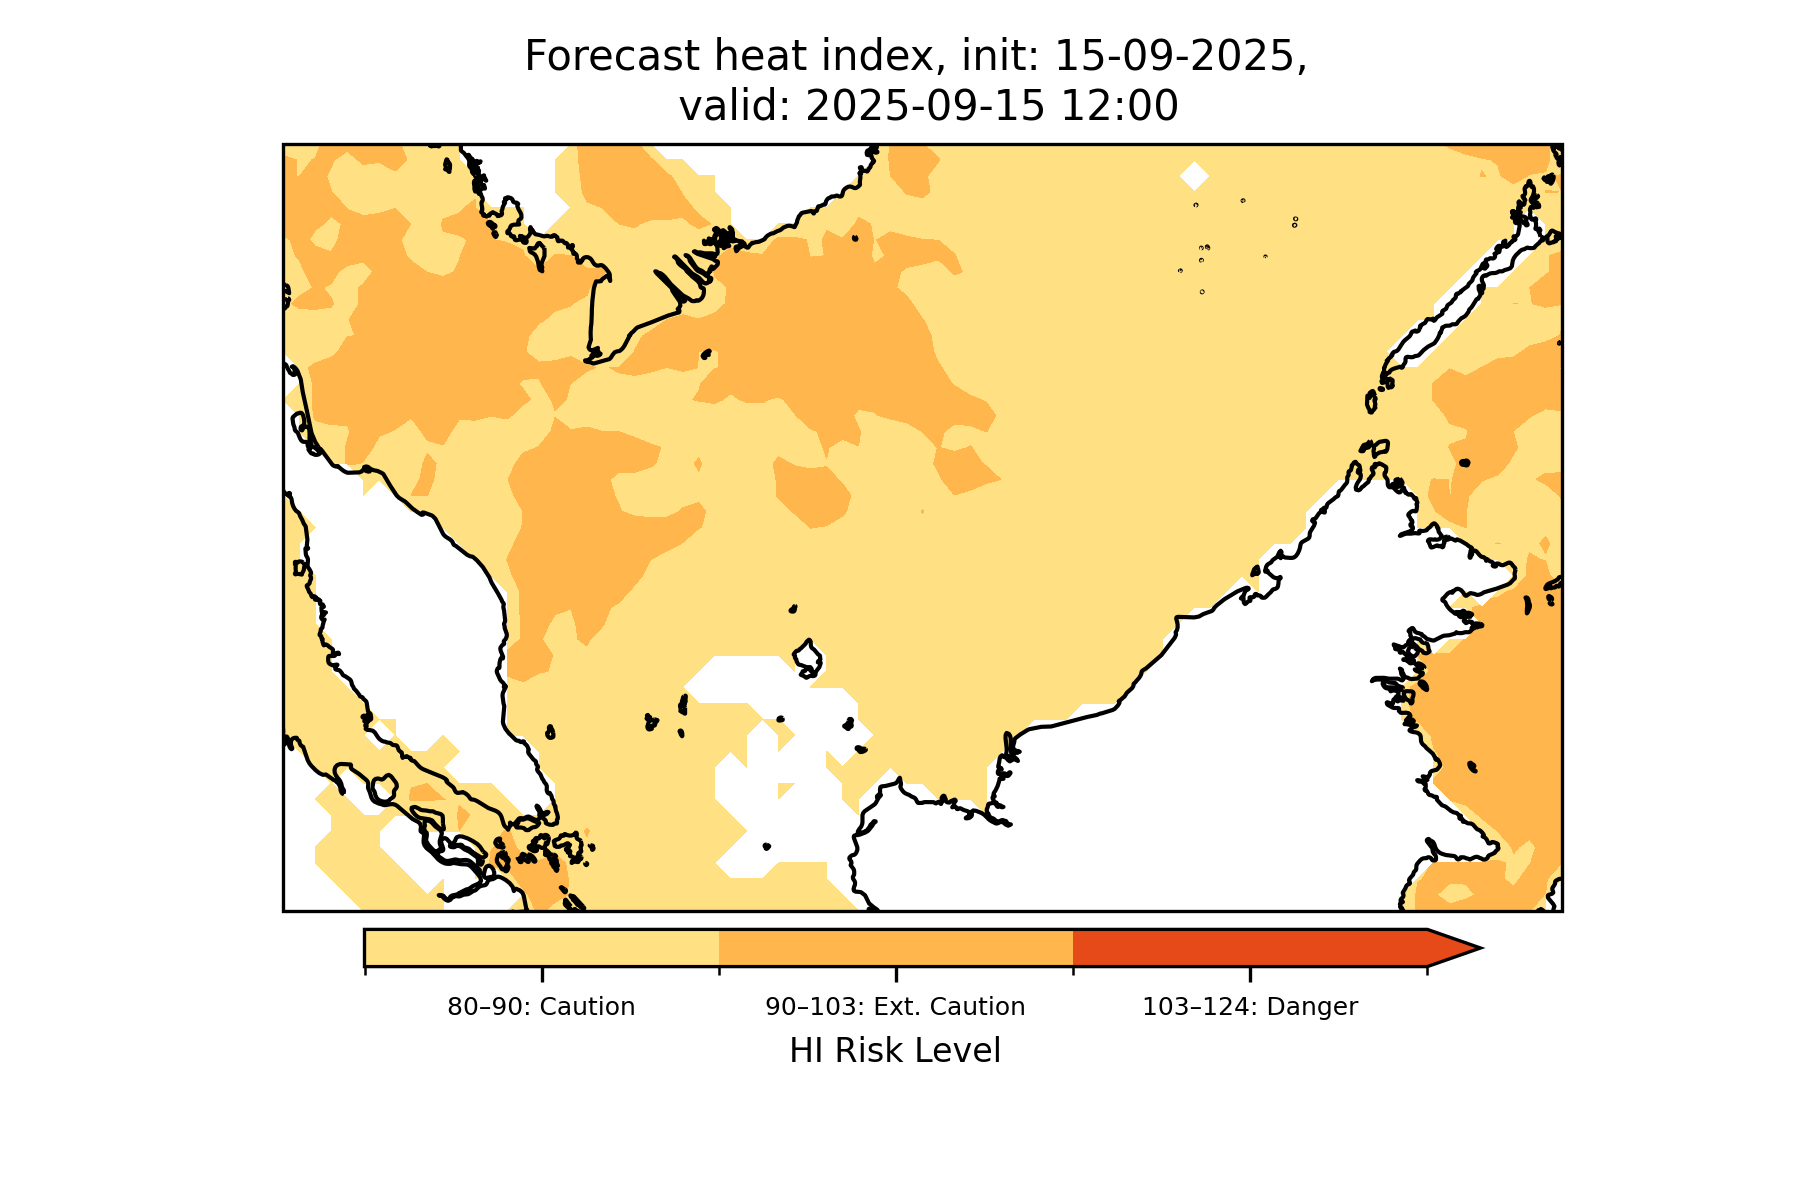 Forecast heat index, init: 15-09-2025,
valid: 2025-09-15 12:00
80–90: Caution
90–103: Ext. Caution
103–124: Danger
HI Risk Level